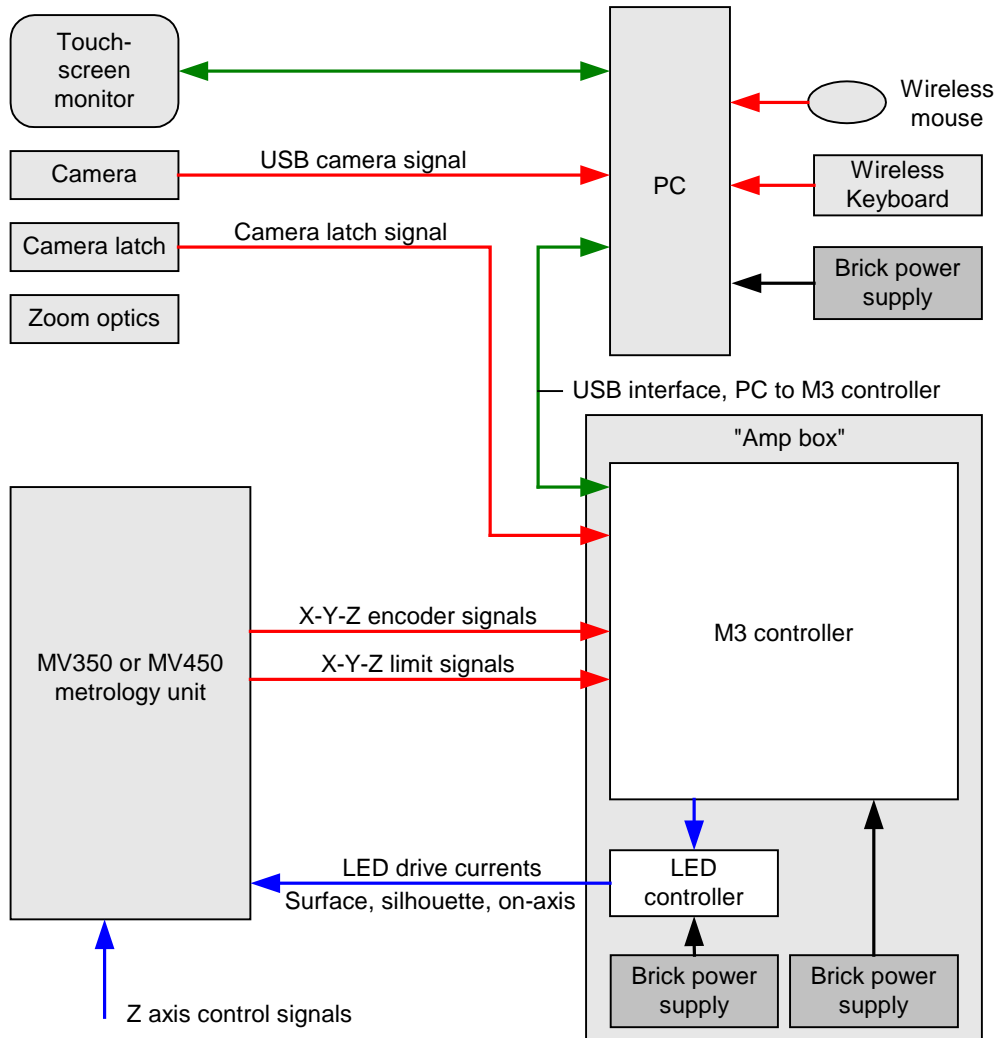 Touch-
screen
monitor
Wireless
mouse
USB camera signal
Camera
PC
Wireless
Keyboard
Camera latch signal
Camera latch
Brick power
supply
Zoom optics
USB interface, PC to M3 controller
"Amp box"
X-Y-Z encoder signals
M3 controller
X-Y-Z limit signals
MV350 or MV450
metrology unit
LED drive currents
Surface, silhouette, on-axis
LED
controller
Brick power
supply
Brick power
supply
Z axis control signals